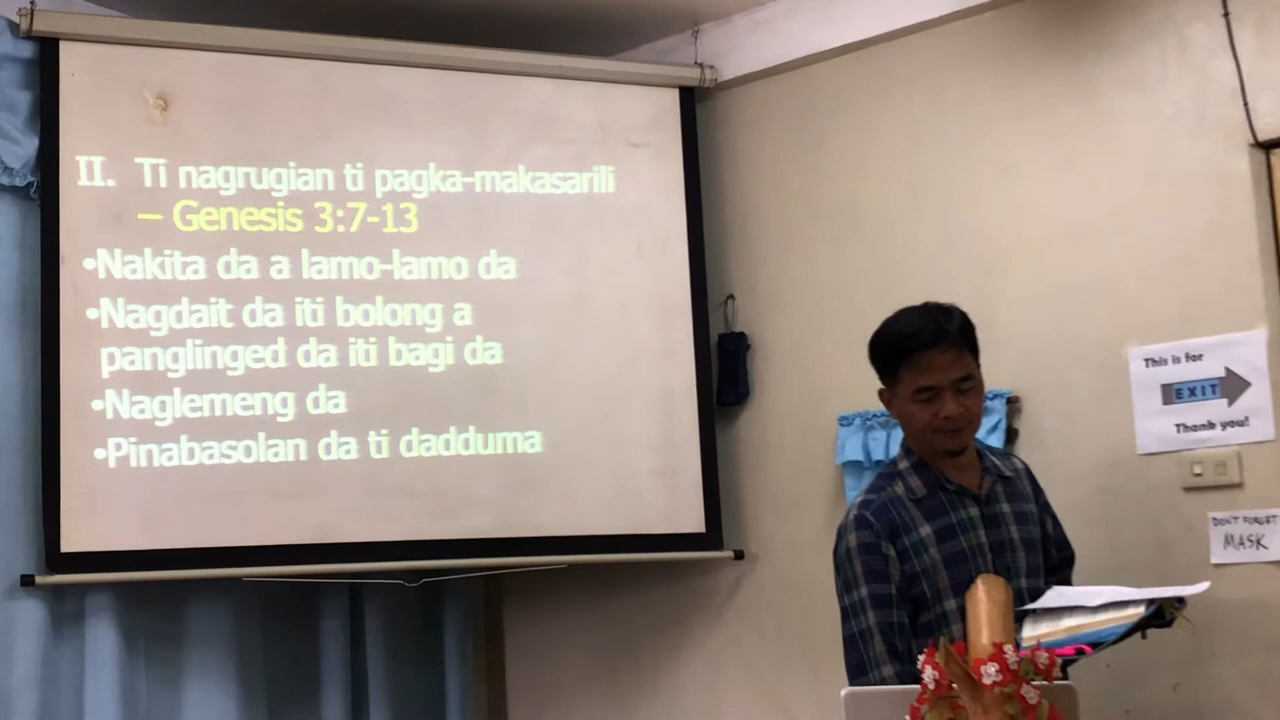 II. Ti nagrugian ti pagka-makasarili
– Genesis 3:7-13
•Nakita da a lamo-lamo da
•Nagdait da iti bolong a
panglinged da iti bagi da
•Naglemeng da
•Pinabasolan da ti dadduma
This is for
EXIT
Thank you!
DON'T FORGET
MASK